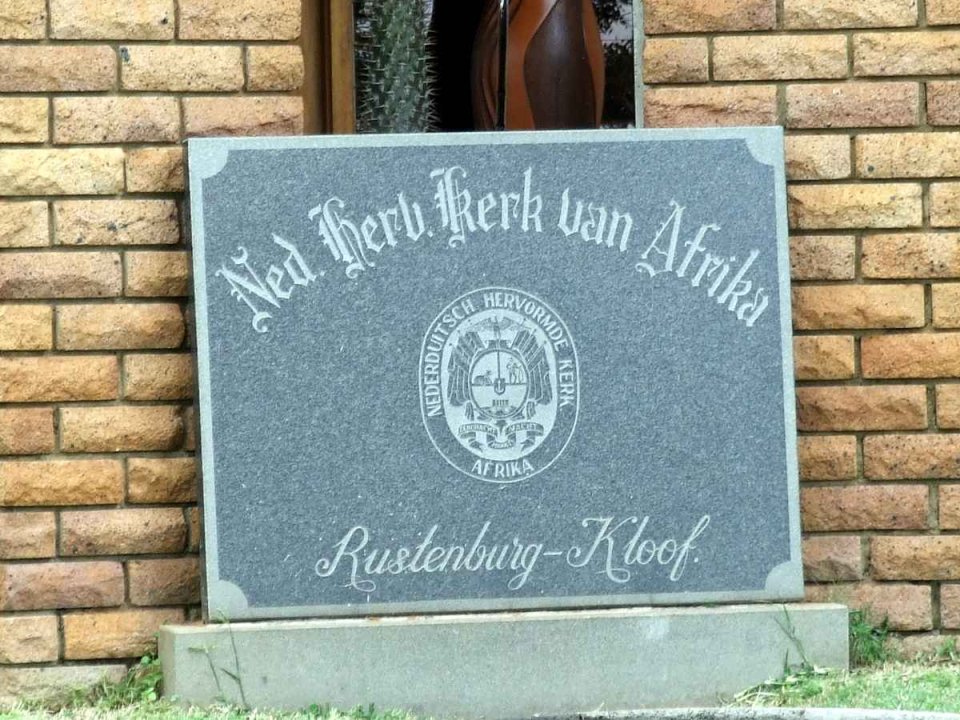 Ned. Herv. Kerk van Afrika
NEDERDUITSCH HERVORMDE KERK
AFRIKA
Rustenburg-Kloof.